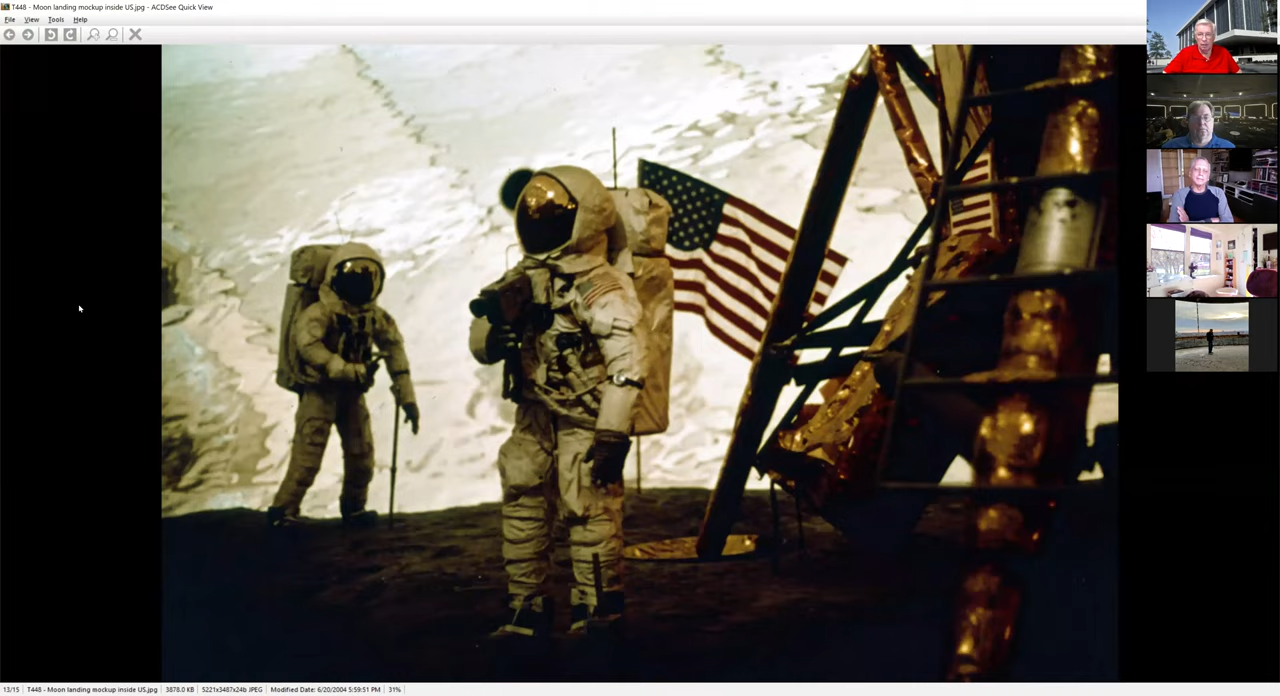 T448 - Moon landing mockup inside US.jpg - ACDSee Quick View
File View Tools Help
13/15 T448 - Moon landing mockup inside US.jpg 3878.0 KB 5221x3487x24b JPEG Modified Date: 6/20/2004 5:59:51 PM 31%